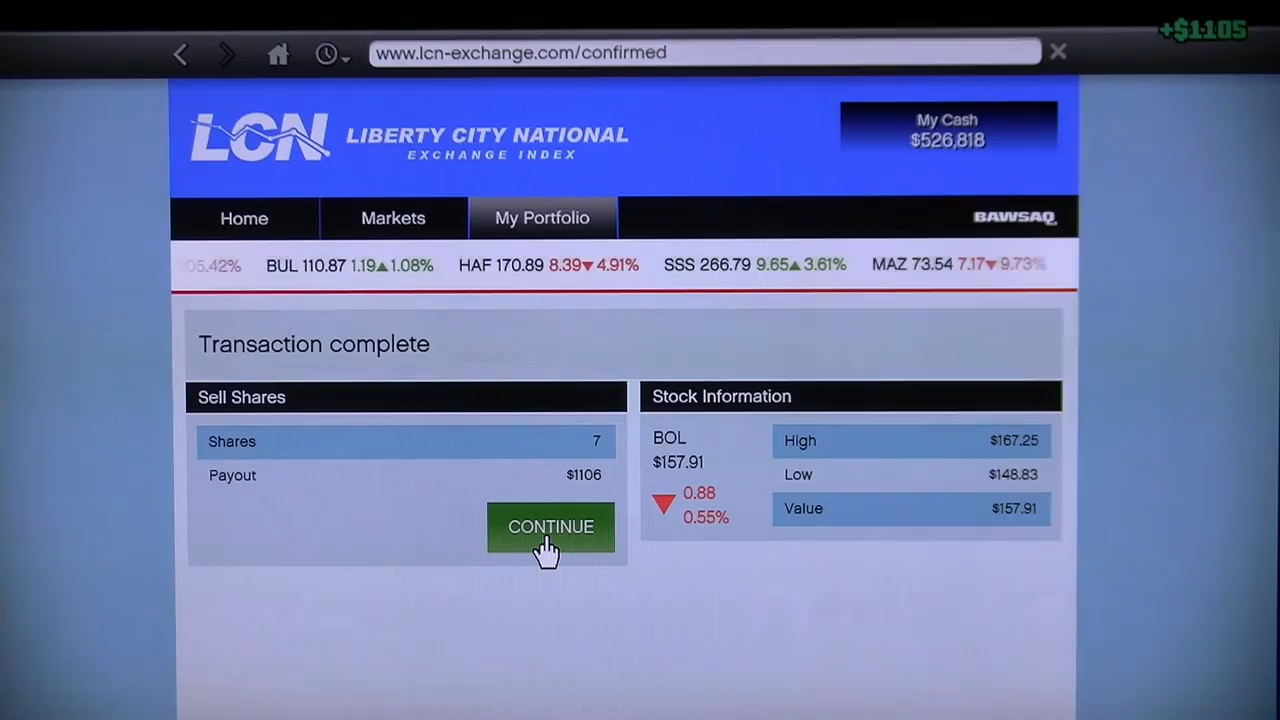 +$1105
www.lcn-exchange.com/confirmed
LCN LIBERTY CITY NATIONAL
EXCHANGE INDEX
My Cash
$526,818
Home Markets My Portfolio BAWSAQ
05.42% BUL 110.87 1.19▲1.08% HAF 170.89 8.39▼4.91% SSS 266.79 9.65▲3.61% MAZ 73.54 7.17▼9.73%
Transaction complete
Sell Shares
Shares 7
Payout $1106
CONTINUE
Stock Information
BOL
$157.91
0.88
0.55%
High $167.25
Low $148.83
Value $157.91